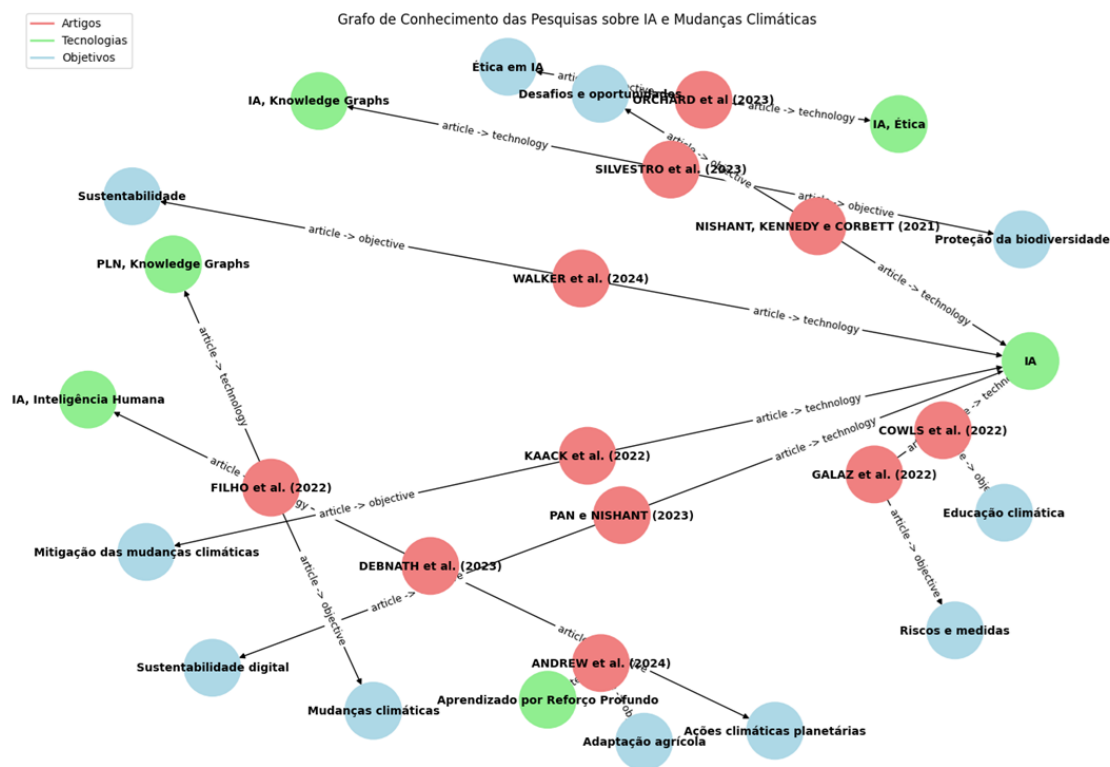 Grafo de Conhecimento das Pesquisas sobre IA e Mudanças Climáticas
Artigos
Tecnologias
Objetivos
Ética em IA
Desafios e oportunidades
ORCHARD et al (2023)
article -> technology
IA, Ética
IA, Knowledge Graphs
article -> technology
SILVESTRO et al. (2023)
article -> objective
Sustentabilidade
article -> objective
NISHANT, KENNEDY e CORBETT (2021)
Proteção da biodiversidade
PLN, Knowledge Graphs
article -> technology
WALKER et al. (2024)
article -> technology
article -> technology
IA
IA, Inteligência Humana
article -> technology
COWLS et al. (2022)
KAACK et al. (2022)
article -> technology
GALAZ et al. (2022)
FILHO et al. (2022)
article -> objective
PAN e NISHANT (2023)
Educação climática
Mitigação das mudanças climáticas
DEBNATH et al. (2023)
article -> objective
article -> objective
Riscos e medidas
Sustentabilidade digital
ANDREW et al. (2024)
Aprendizado por Reforço Profundo
Mudanças climáticas
Ações climáticas planetárias
Adaptação agrícola